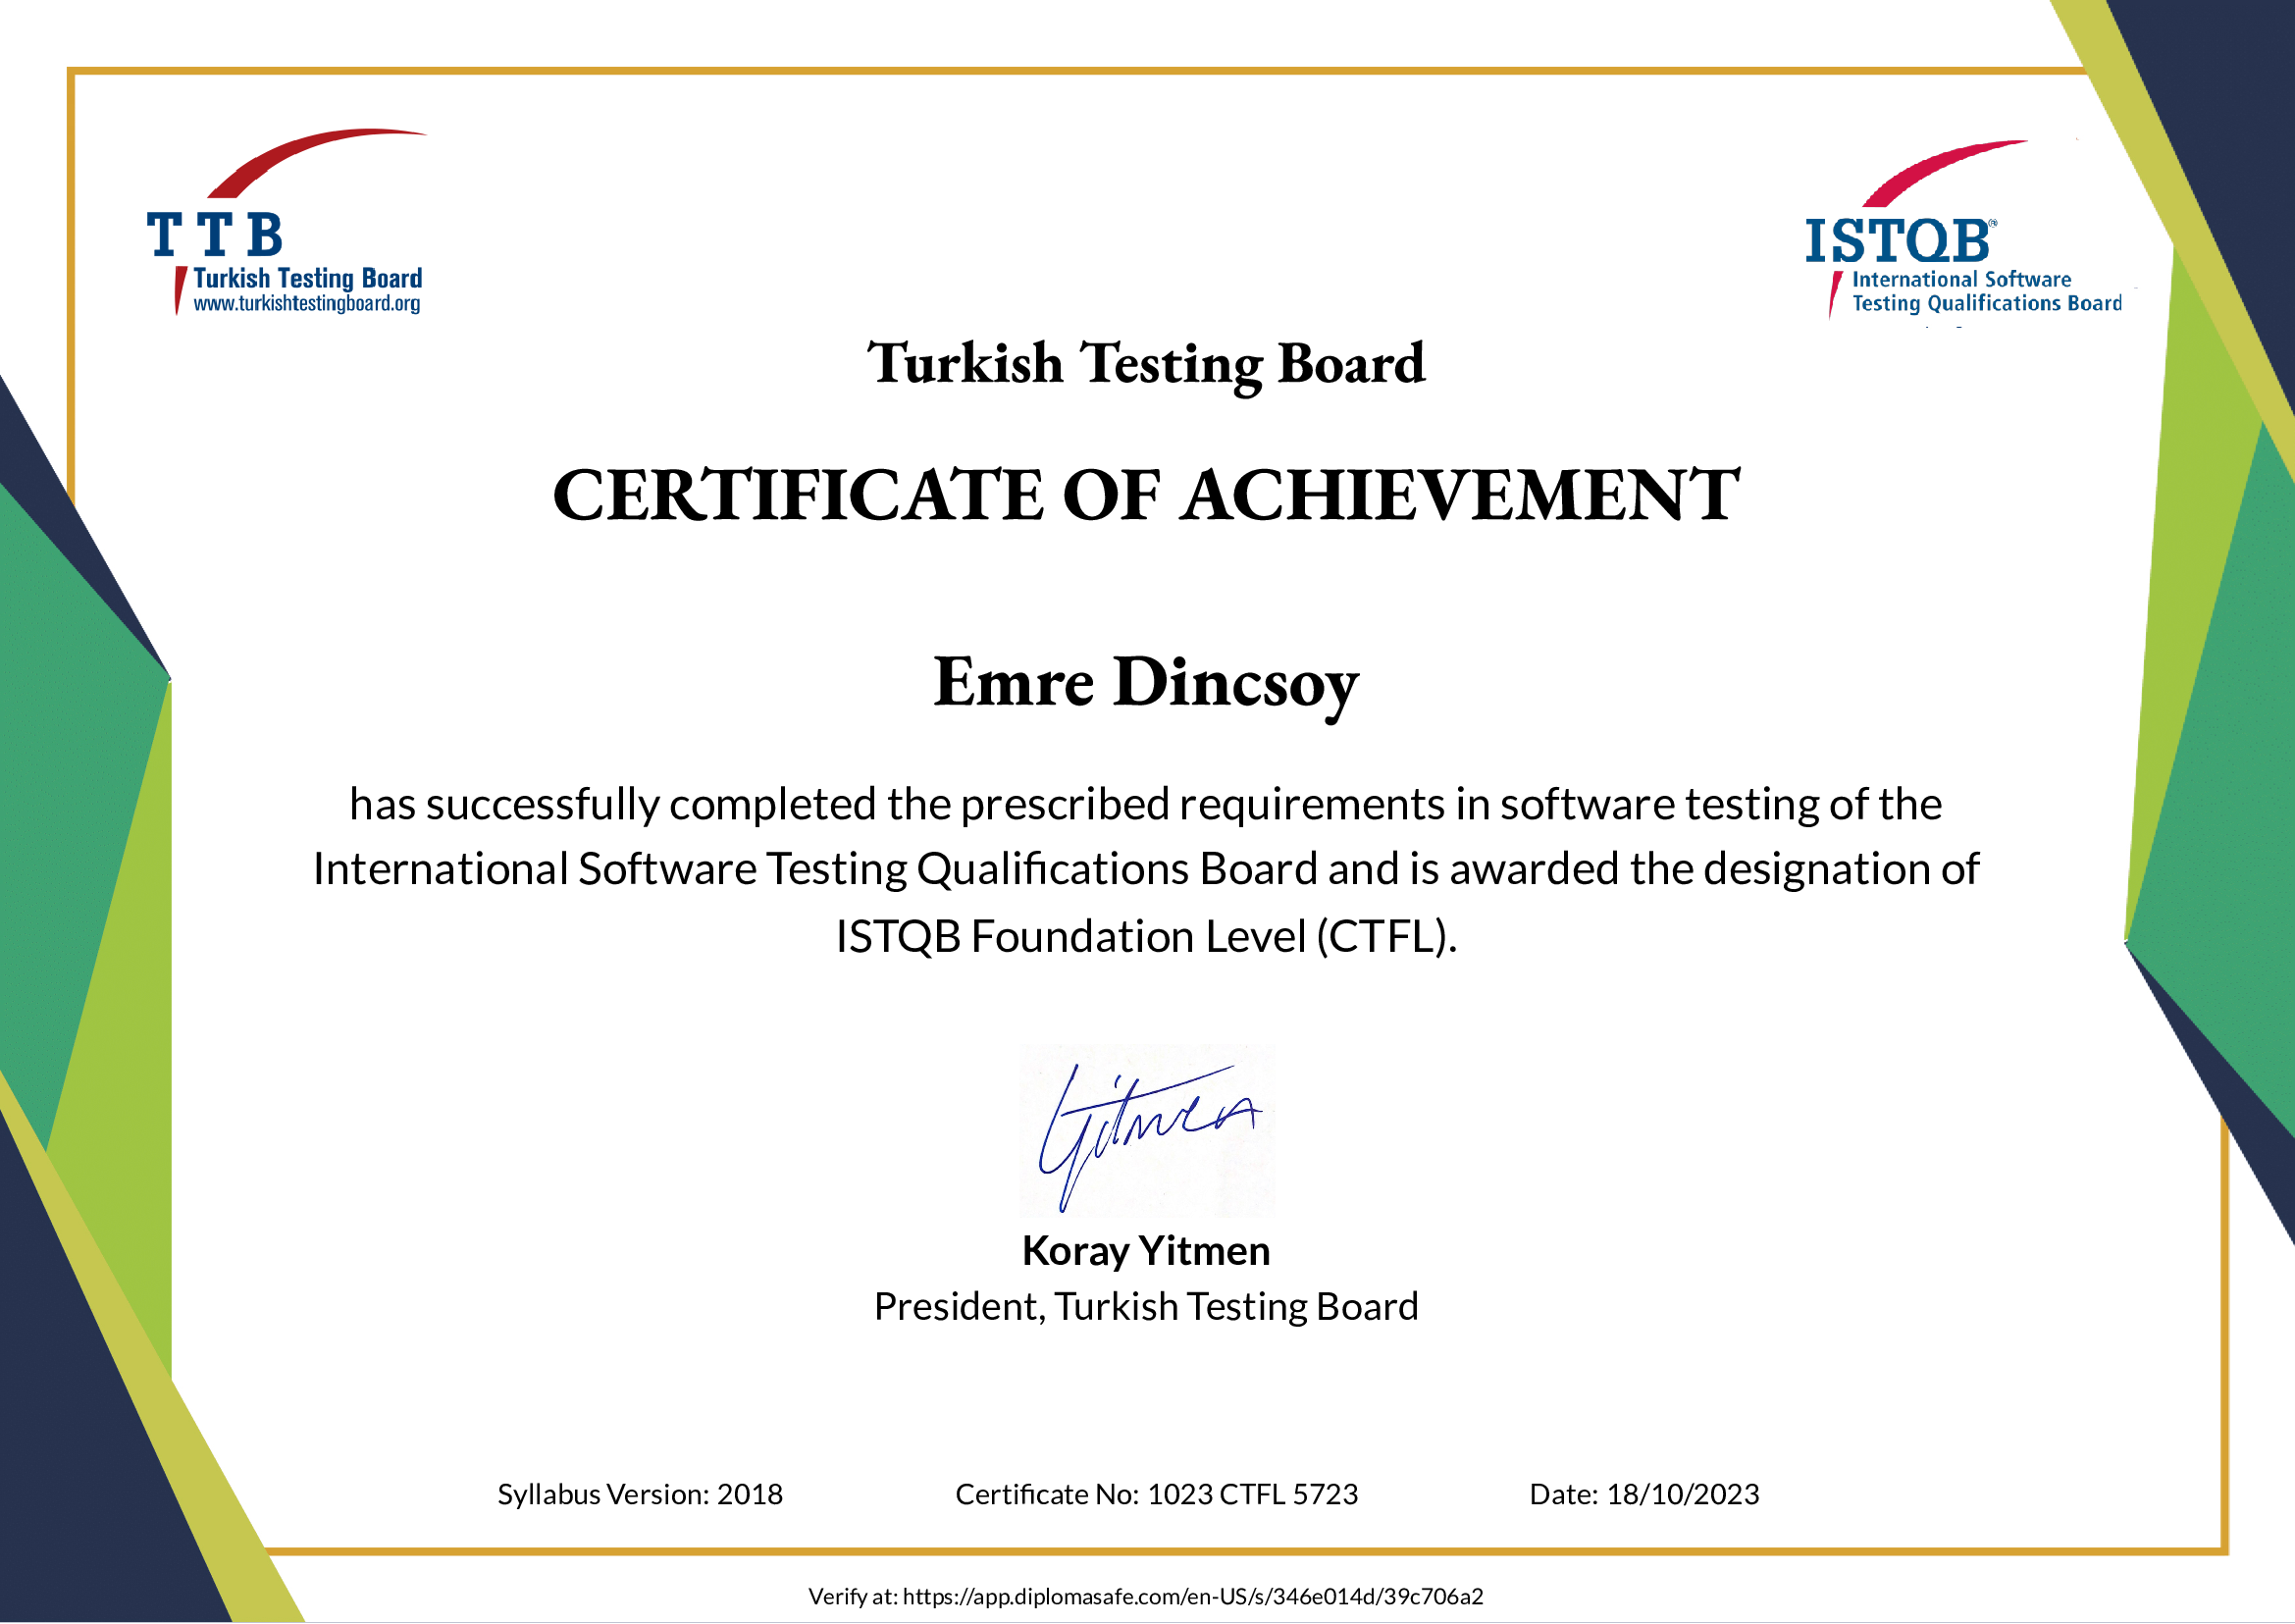 TTB
Turkish Testing Board
www.turkishtestingboard.org
ISTQB®
International Software
Testing Qualifications Board
Turkish Testing Board
CERTIFICATE OF ACHIEVEMENT
Emre Dincsoy
has successfully completed the prescribed requirements in software testing of the
International Software Testing Qualifications Board and is awarded the designation of
ISTQB Foundation Level (CTFL).
Yitmen
Koray Yitmen
President, Turkish Testing Board
Syllabus Version: 2018 Certificate No: 1023 CTFL 5723 Date: 18/10/2023
Verify at: https://app.diplomasafe.com/en-US/s/346e014d/39c706a2